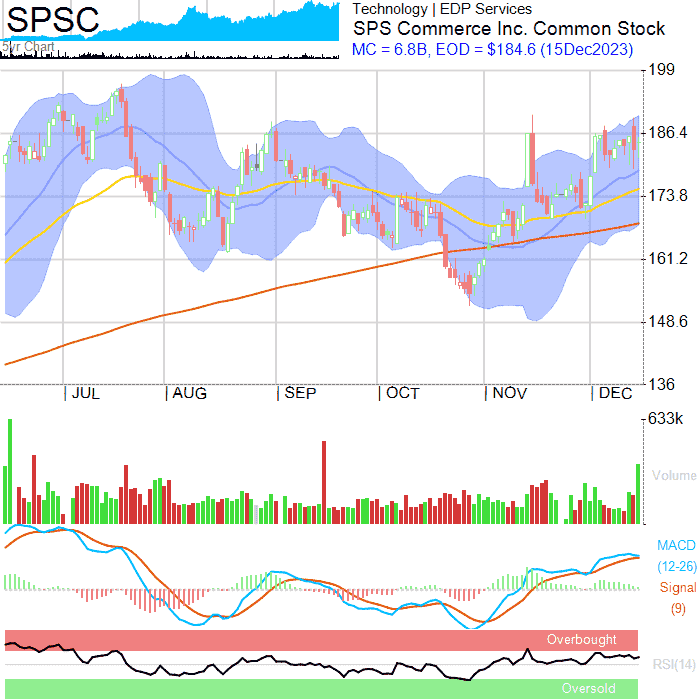 SPSC
5yr Chart
Technology | EDP Services
SPS Commerce Inc. Common Stock
MC = 6.8B, EOD = $184.6 (15Dec2023)
199
186.4
173.8
161.2
148.6
136
JUL
AUG
SEP
OCT
NOV
DEC
633k
Volume
MACD
(12-26)
Signal
(9)
Overbought
RSI(14)
Oversold